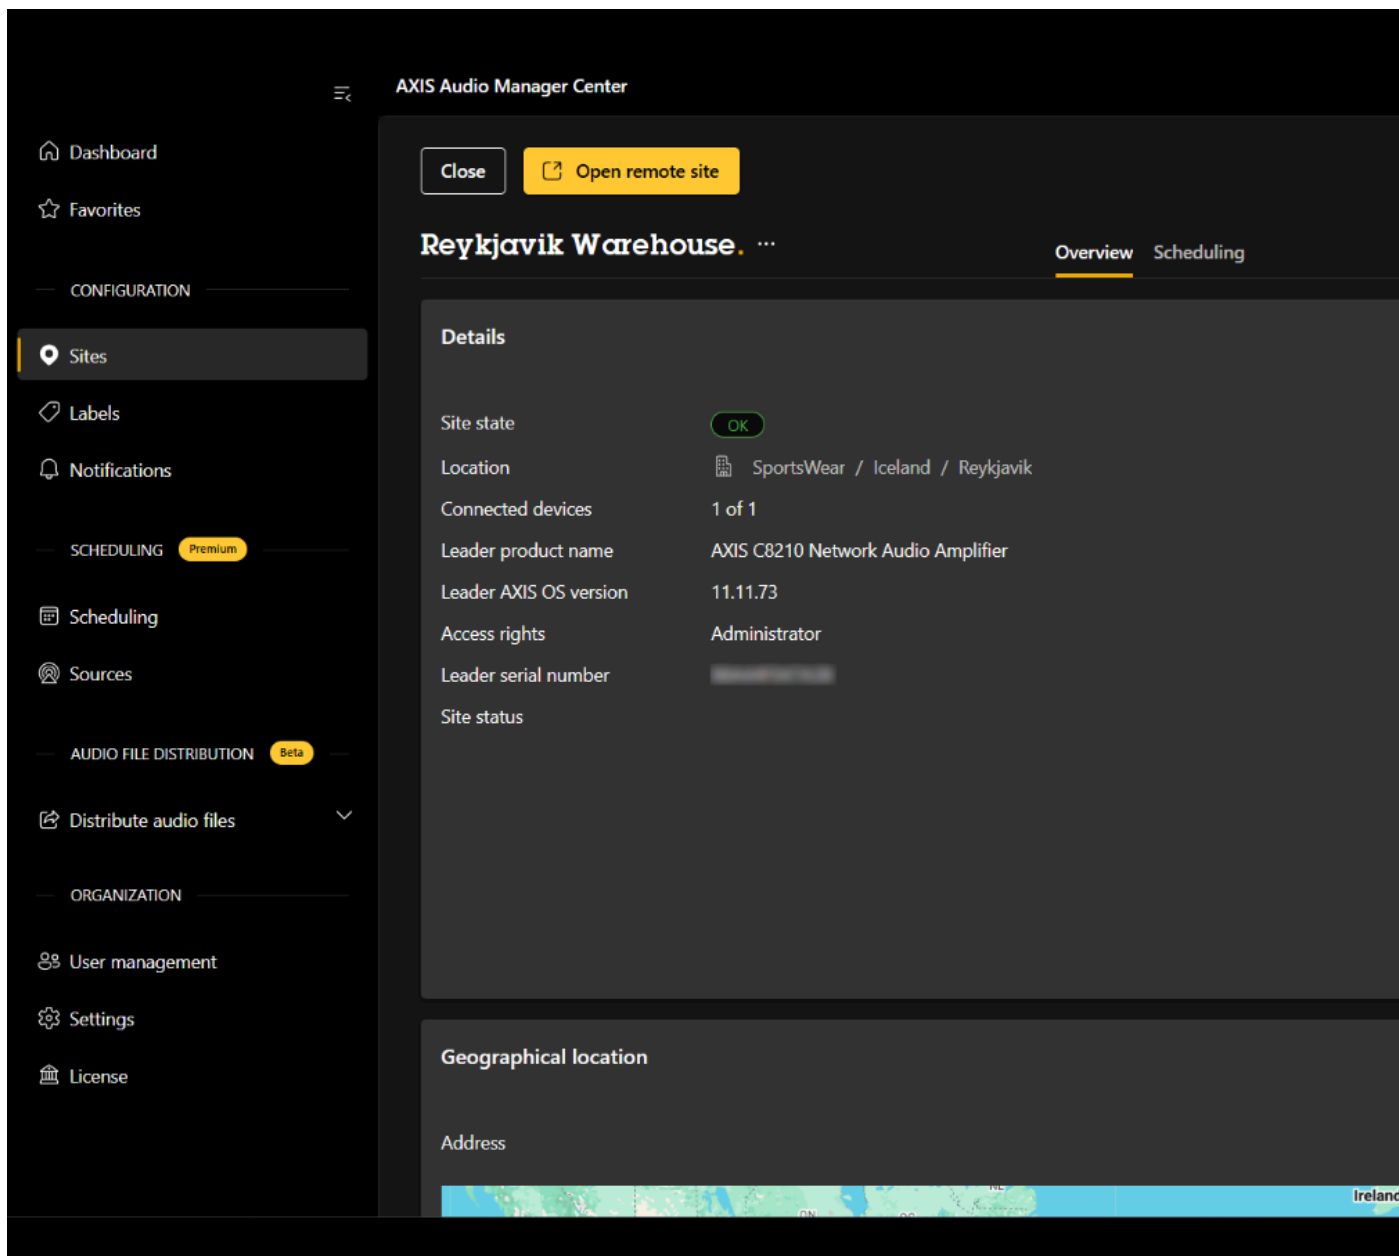 AXIS Audio Manager Center
Dashboard
Favorites
CONFIGURATION
Sites
Labels
Notifications
SCHEDULING Premium
Scheduling
Sources
AUDIO FILE DISTRIBUTION Beta
Distribute audio files
ORGANIZATION
User management
Settings
License
Close
Open remote site
Reykjavik Warehouse. ...
Overview Scheduling
Details
Site state OK
Location SportsWear / Iceland / Reykjavik
Connected devices 1 of 1
Leader product name AXIS C8210 Network Audio Amplifier
Leader AXIS OS version 11.11.73
Access rights Administrator
Leader serial number
Site status
Geographical location
Address
NL
Ireland
ON